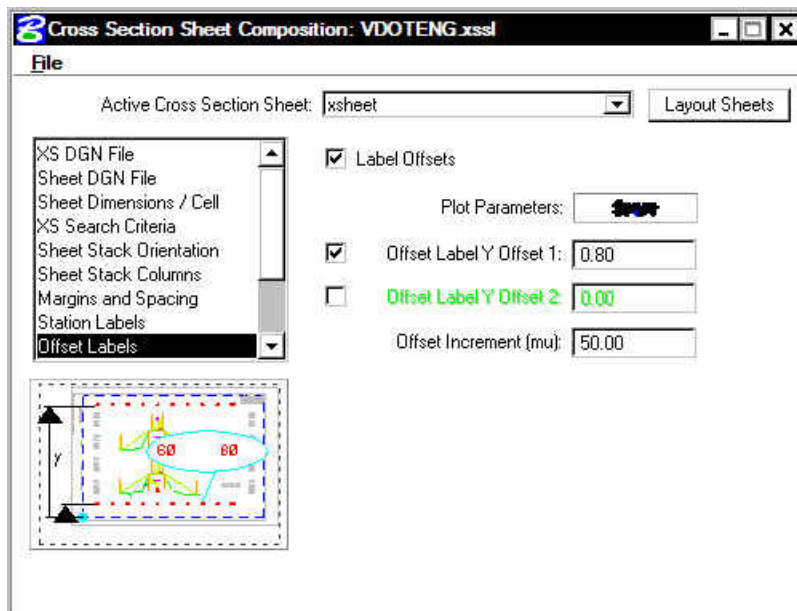 Cross Section Sheet Composition: VDOTENG.xssl
File
Active Cross Section Sheet: xsheet Layout Sheets
XS DGN File
Sheet DGN File
Sheet Dimensions / Cell
XS Search Criteria
Sheet Stack Orientation
Sheet Stack Columns
Margins and Spacing
Station Labels
Offset Labels
Label Offsets
Plot Parameters:
Offset Label Y Offset 1: 0.80
Offset Label Y Offset 2: 0.00
Offset Increment (mu): 50.00
Y
60 80